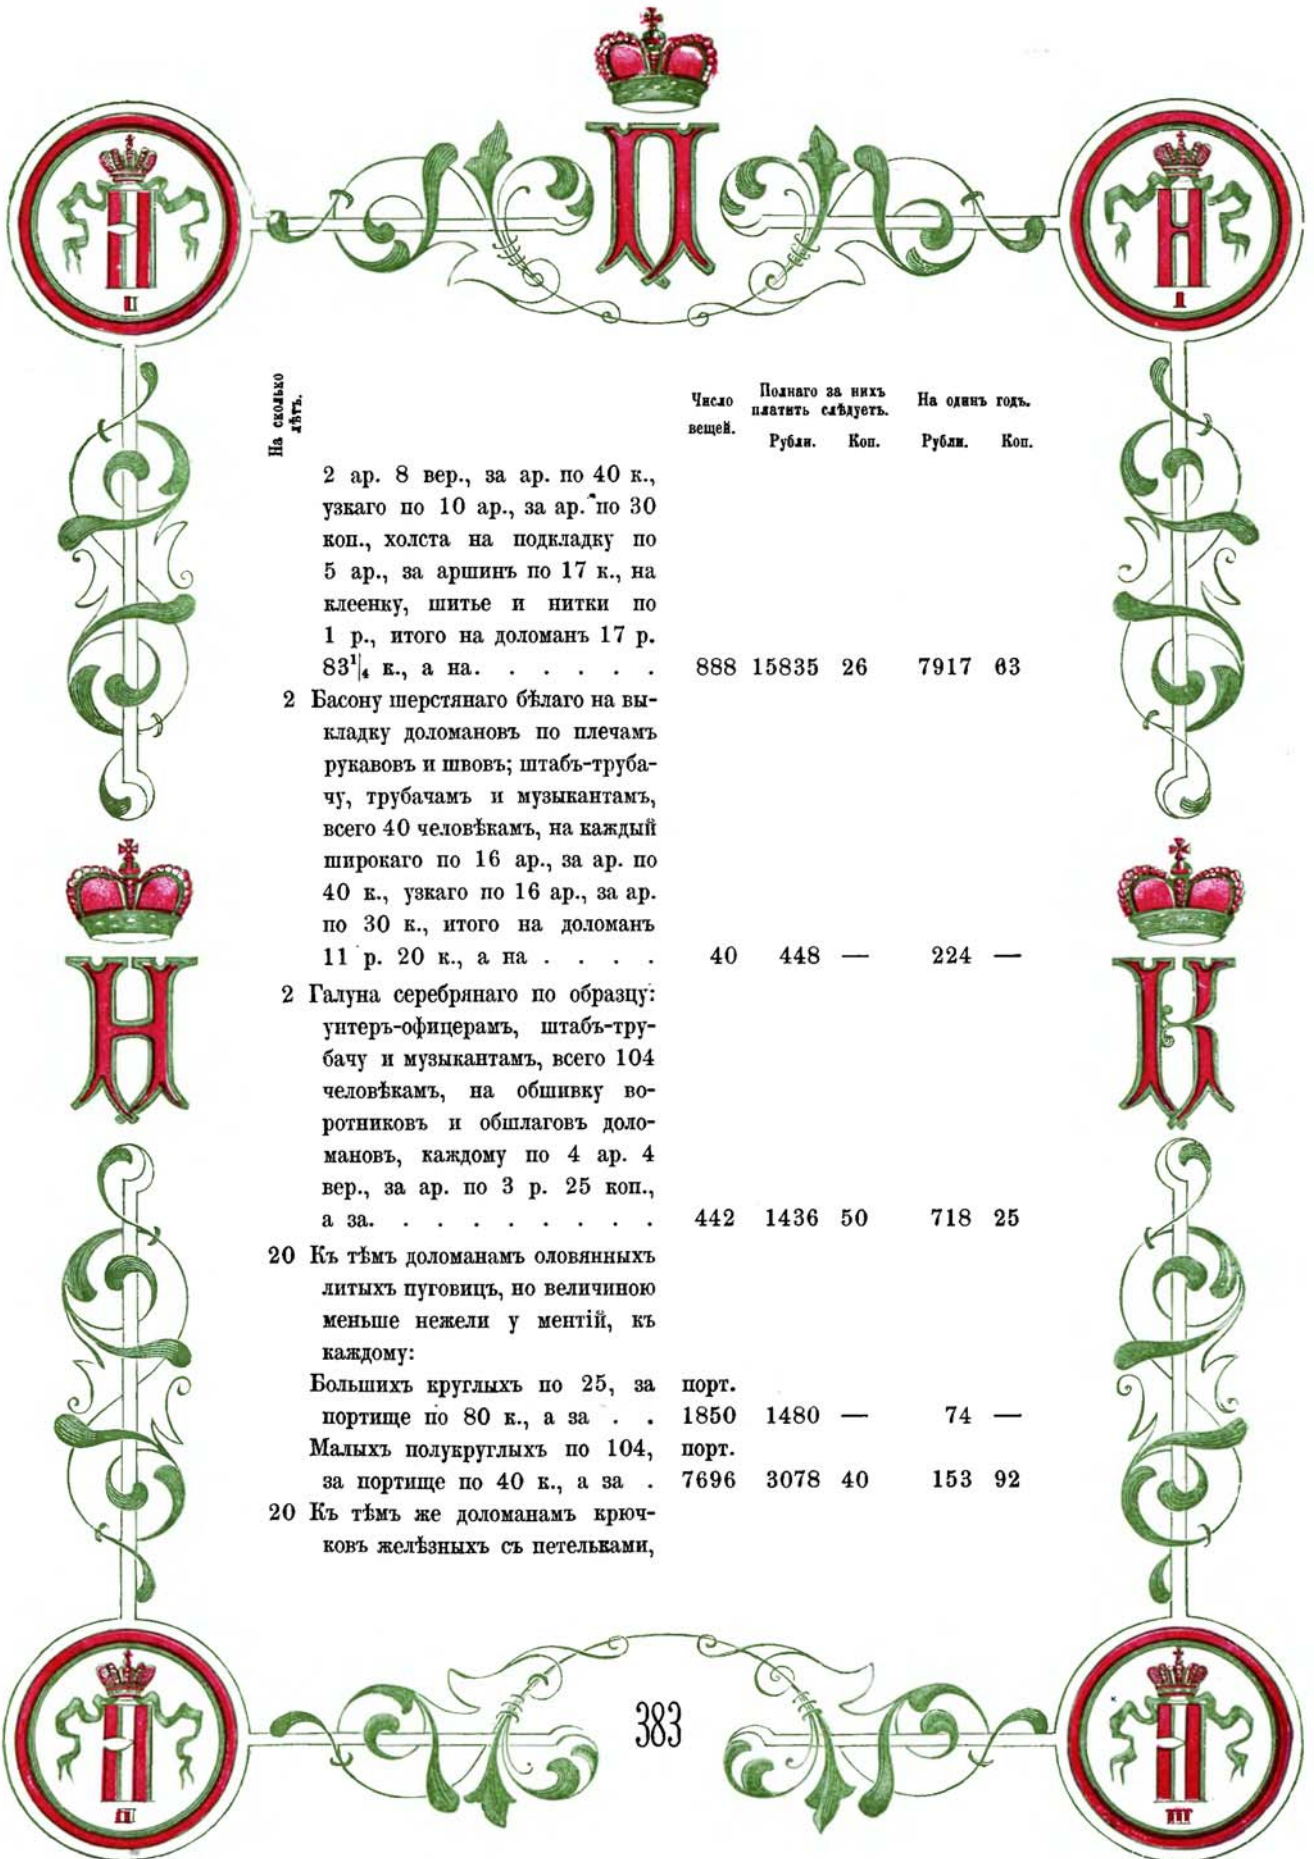 П
II
I
На сколько
лѣтъ.
Число
вещей.
Полнаго за нихъ
платить слѣдуетъ.
На одинъ годъ.
Рубли. Коп. Рубли. Коп.
2 ар. 8 вер., за ар. по 40 к.,
узкаго по 10 ар., за ар. по 30
коп., холста на подкладку по
5 ар., за аршинъ по 17 к., на
клеенку, шитье и нитки по
1 р., итого на доломанъ 17 р.
83¼ к., а на. . . . . . 888 15835 26 7917 63
2 Басону шерстянаго бѣлаго на вы-
кладку доломановъ по плечамъ
рукавовъ и швовъ; штабъ-труба-
чу, трубачамъ и музыкантамъ,
всего 40 человѣкамъ, на каждый
широкаго по 16 ар., за ар. по
40 к., узкаго по 16 ар., за ар.
по 30 к., итого на доломанъ
11 р. 20 к., а на . . . . 40 448 — 224 —
Н
К
2 Галуна серебрянаго по образцу:
унтеръ-офицерамъ, штабъ-тру-
бачу и музыкантамъ, всего 104
человѣкамъ, на обшивку во-
ротниковъ и обшлаговъ доло-
мановъ, каждому по 4 ар. 4
вер., за ар. по 3 р. 25 коп.,
а за. . . . . . . . . 442 1436 50 718 25
20 Къ тѣмъ доломанамъ оловянныхъ
литыхъ пуговицъ, но величиною
меньше нежели у ментій, къ
каждому:
Большихъ круглыхъ по 25, за порт.
портище по 80 к., а за . . 1850 1480 — 74 —
Малыхъ полукруглыхъ по 104, порт.
за портище по 40 к., а за . 7696 3078 40 153 92
20 Къ тѣмъ же доломанамъ крюч-
ковъ желѣзныхъ съ петельками,
383
III